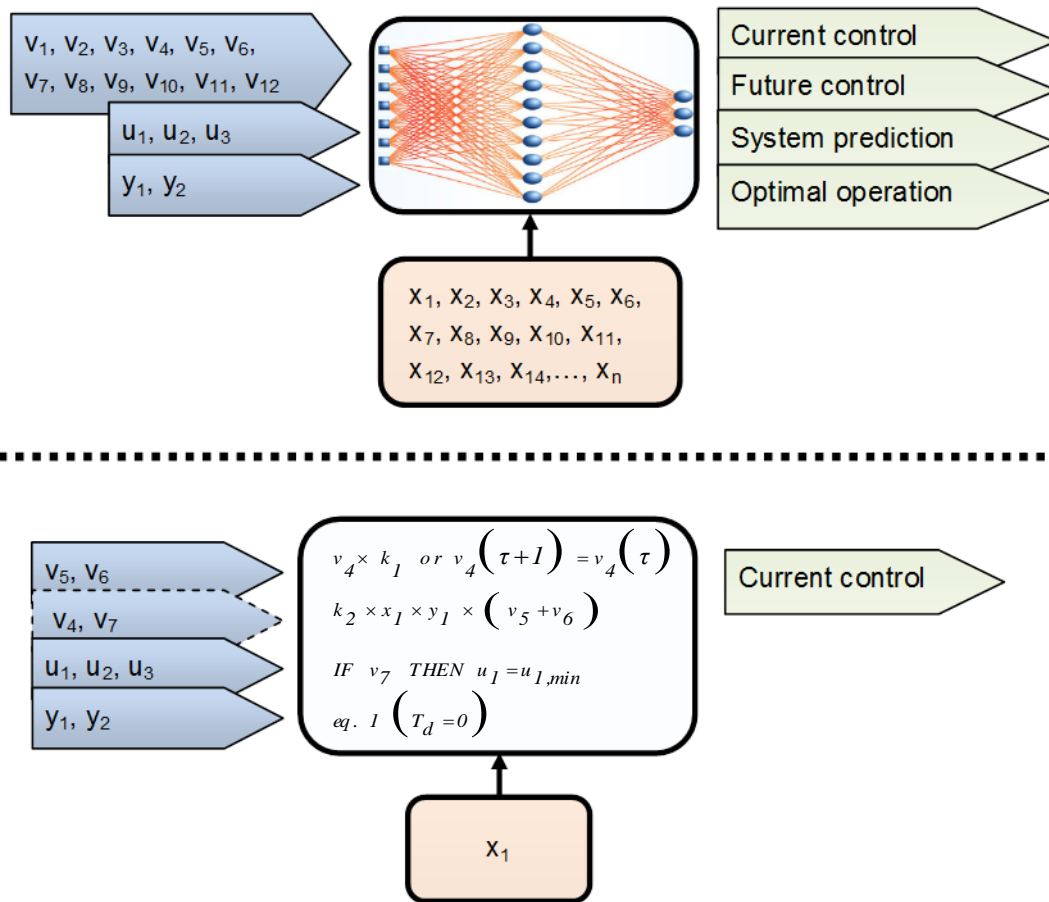 v₁, v₂, v₃, v₄, v₅, v₆,
v₇, v₈, v₉, v₁₀, v₁₁, v₁₂
u₁, u₂, u₃
y₁, y₂
Current control
Future control
System prediction
Optimal operation
x₁, x₂, x₃, x₄, x₅, x₆,
x₇, x₈, x₉, x₁₀, x₁₁,
x₁₂, x₁₃, x₁₄,..., xₙ
v₅, v₆
v₄, v₇
u₁, u₂, u₃
y₁, y₂
v₄ × k₁ or v₄(τ+1) = v₄(τ)
k₂ × x₁ × y₁ × (v₅ + v₆)
IF v₇ THEN u₁ = u₁,min
eq. 1 (T_d = 0)
Current control
x₁